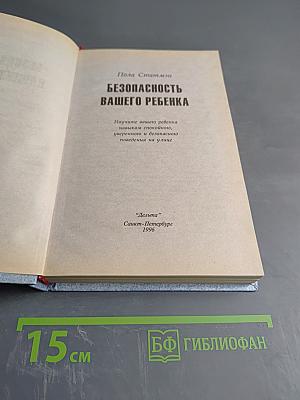 Пола Стэтмэн
БЕЗОПАСНОСТЬ
ВАШЕГО РЕБЕНКА
Научите вашего ребенка
навыкам спокойного,
уверенного и безопасного
поведения на улице
"Дельта"
Санкт-Петербург
1996
15 см
БФ ГИБЛИОФАН